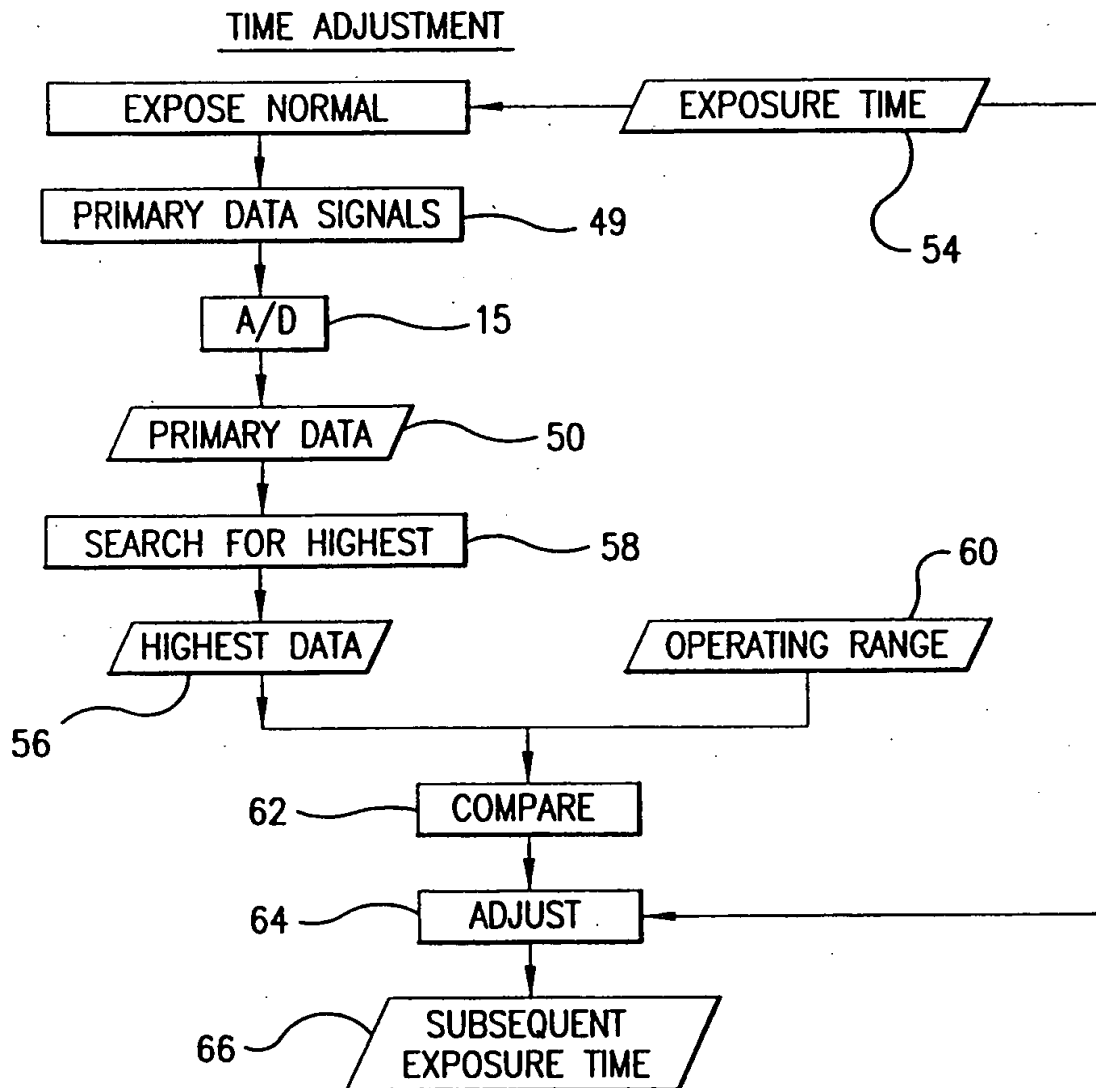 TIME ADJUSTMENT
EXPOSE NORMAL
EXPOSURE TIME
PRIMARY DATA SIGNALS
49
54
A/D
15
PRIMARY DATA
50
SEARCH FOR HIGHEST
58
60
HIGHEST DATA
OPERATING RANGE
56
62
COMPARE
64
ADJUST
66
SUBSEQUENT
EXPOSURE TIME